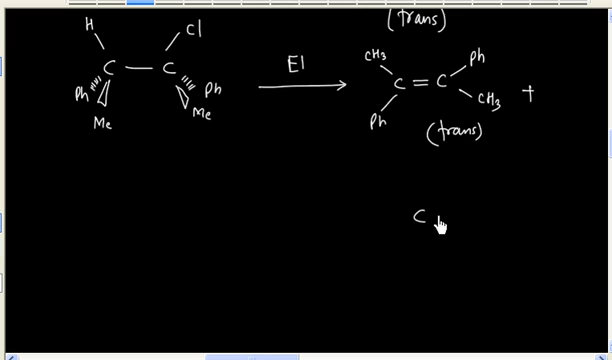 (trans)
H Cl
C — C
Ph Me Ph Me
E1
CH3 Ph
C = C
Ph CH3
+
(trans)
C